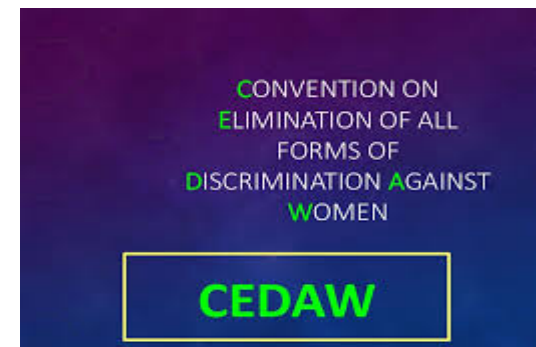 CONVENTION ON
ELIMINATION OF ALL
FORMS OF
DISCRIMINATION AGAINST
WOMEN
CEDAW